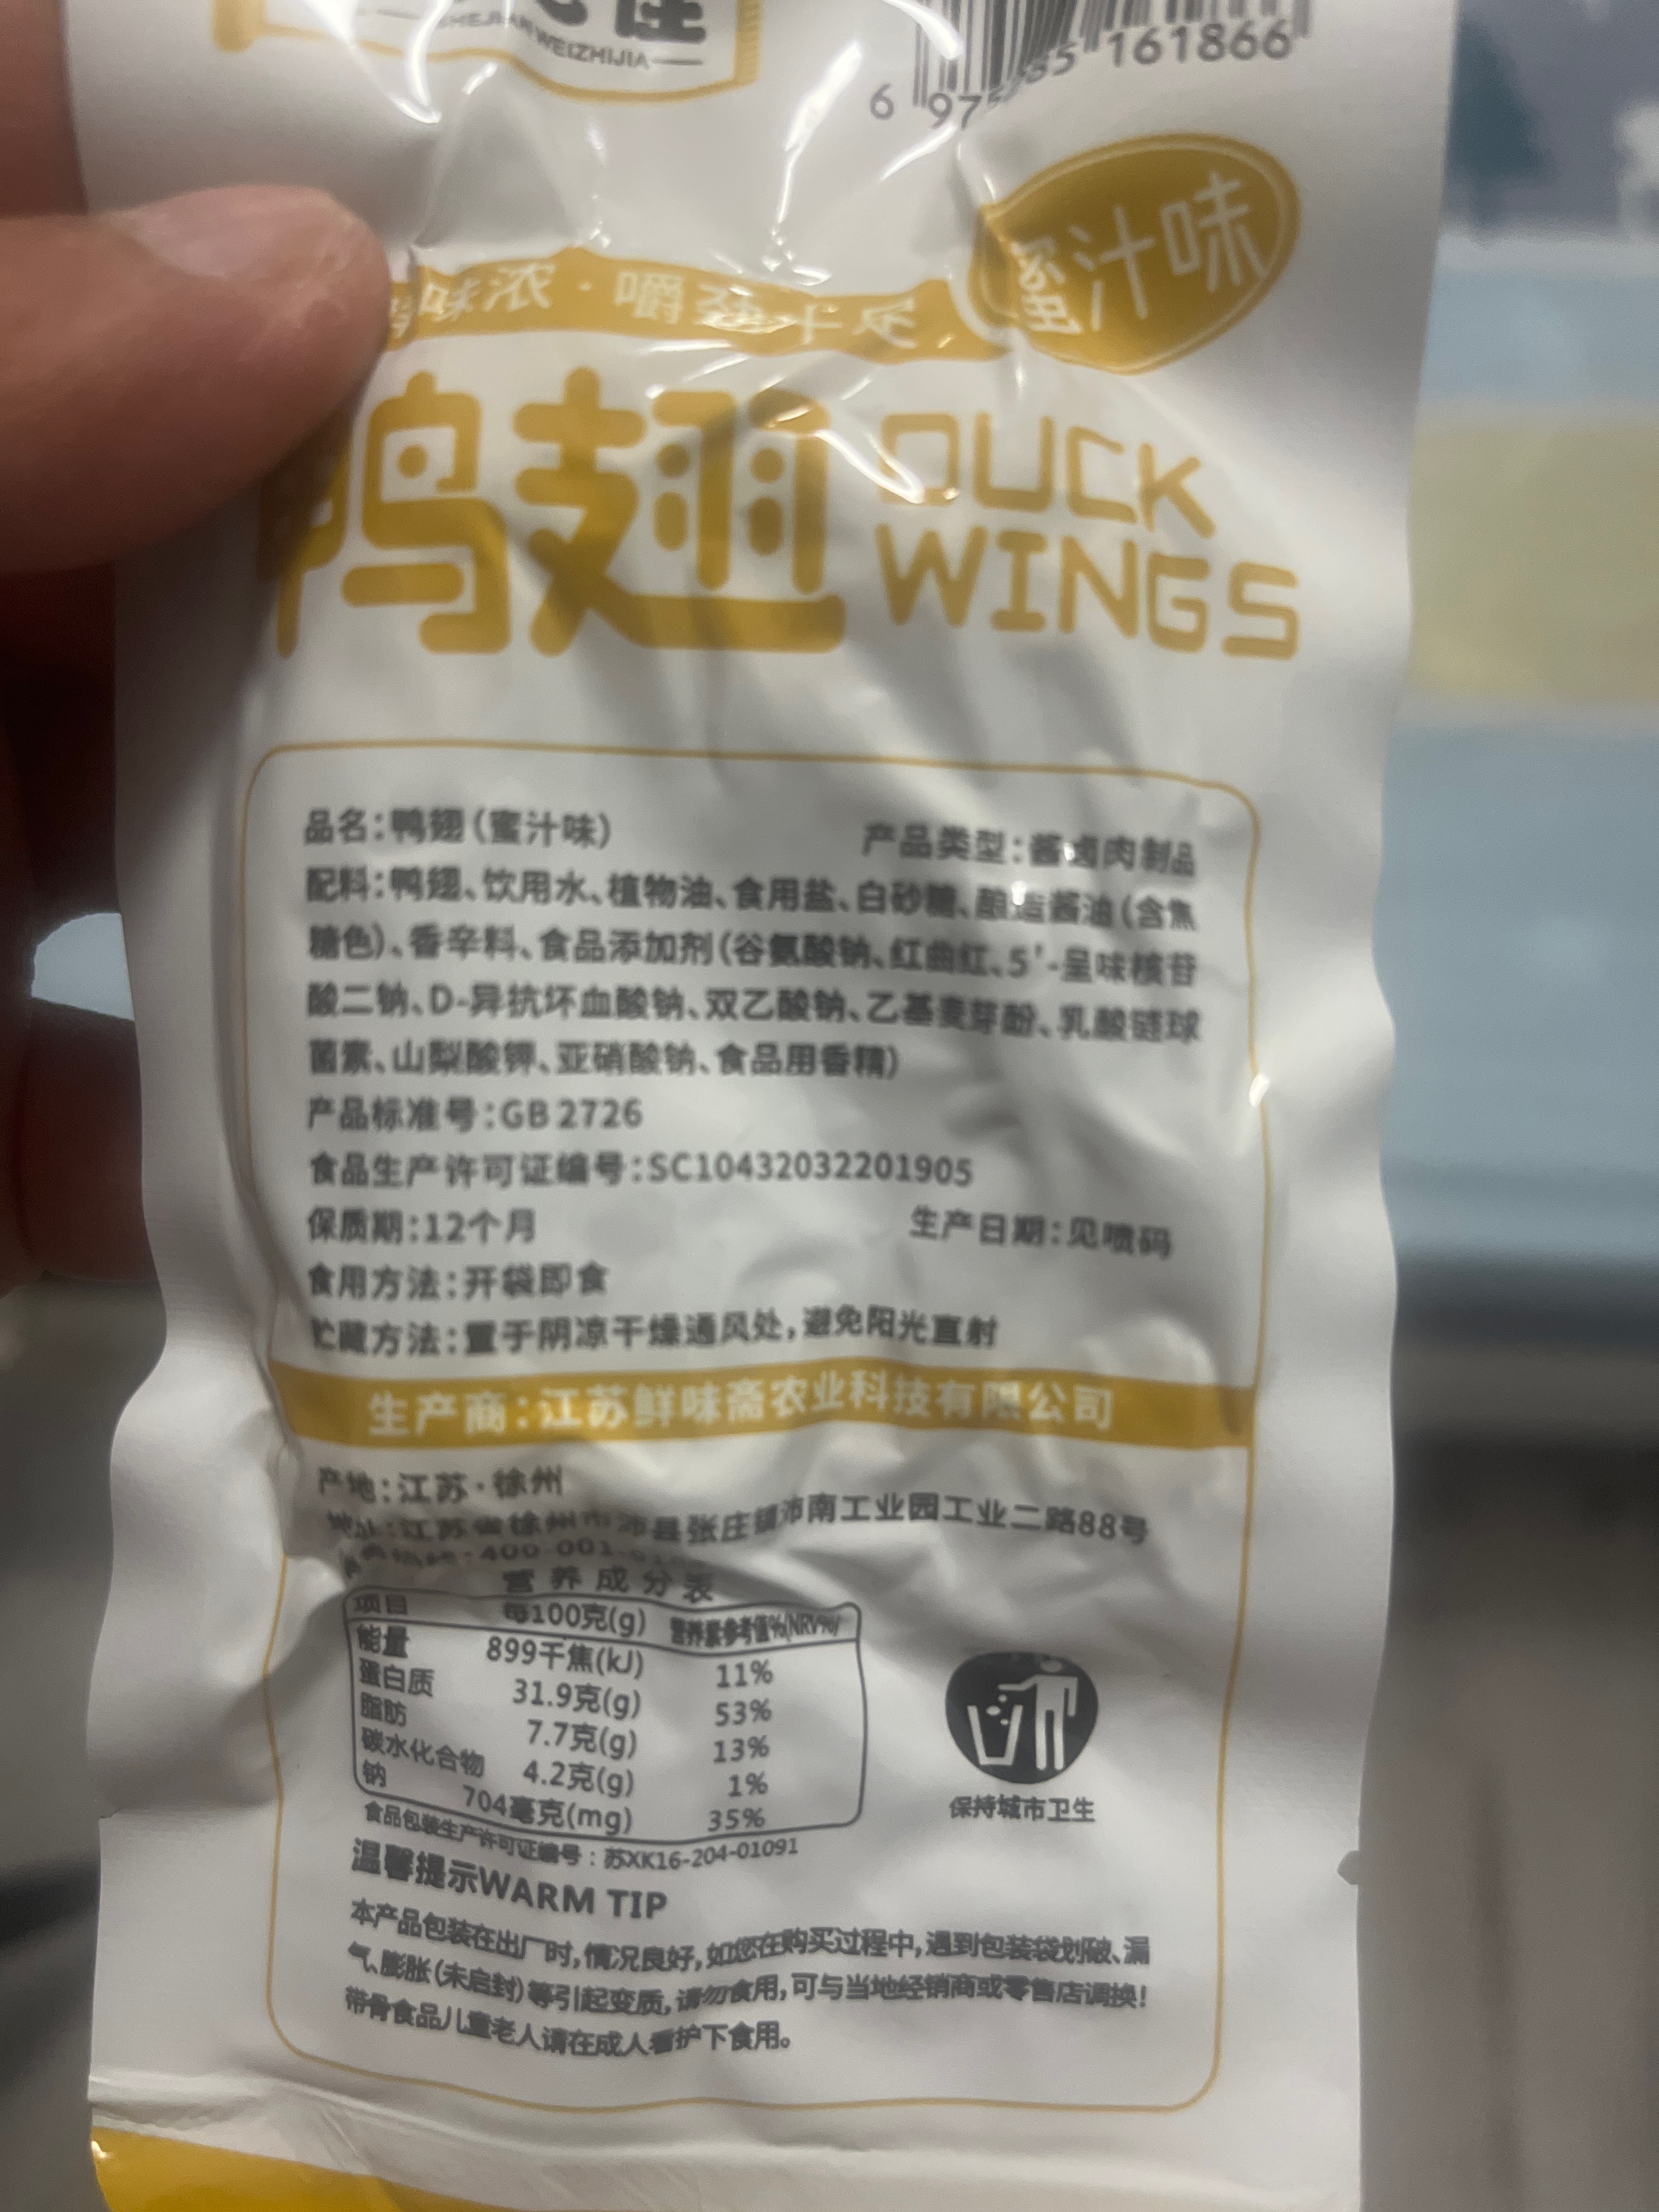 WEIZHIJIA
6 97 35 161866
蜜汁味
味浓·嚼劲十足
鸭翅 DUCK WINGS
品名:鸭翅(蜜汁味) 产品类型:酱卤肉制品
配料:鸭翅、饮用水、植物油、食用盐、白砂糖、酿造酱油(含焦
糖色)、香辛料、食品添加剂(谷氨酸钠、红曲红、5'-呈味核苷
酸二钠、D-异抗坏血酸钠、双乙酸钠、乙基麦芽酚、乳酸链球
菌素、山梨酸钾、亚硝酸钠、食品用香精)
产品标准号:GB 2726
食品生产许可证编号:SC10432032201905
保质期:12个月 生产日期:见喷码
食用方法:开袋即食
贮藏方法:置于阴凉干燥通风处,避免阳光直射
生产商:江苏鲜味斋农业科技有限公司
产地:江苏·徐州
地址:江苏省徐州市沛县张庄镇沛南工业园工业二路88号
400-001-
营养成分表
项目 每100克(g) 营养素参考值%(NRV%)
能量 899千焦(kJ) 11%
蛋白质 31.9克(g) 53%
脂肪 7.7克(g) 13%
碳水化合物 4.2克(g) 1%
钠 704毫克(mg) 35%
保持城市卫生
食品包装生产许可证编号:苏XK16-204-01091
温馨提示WARM TIP
本产品包装在出厂时,情况良好,如您在购买过程中,遇到包装袋划破、漏
气、膨胀(未启封)等引起变质,请勿食用,可与当地经销商或零售店调换!
带骨食品儿童老人请在成人看护下食用。